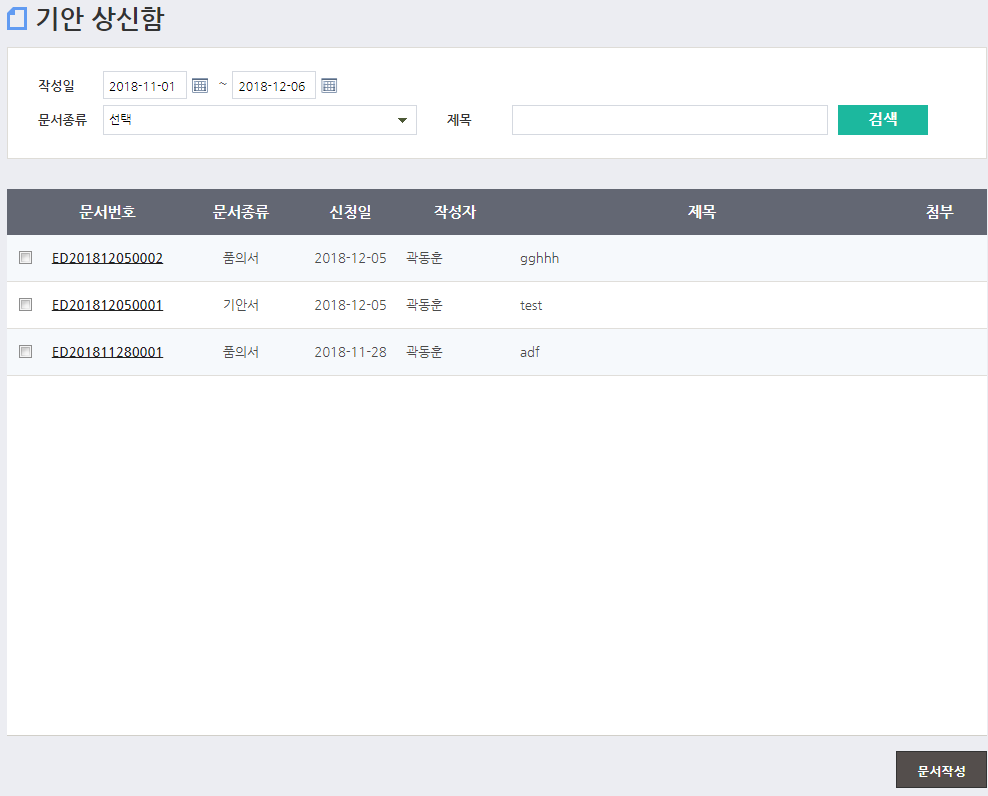 기안 상신함
작성일 2018-11-01 ~ 2018-12-06
문서종류 선택 제목 검색
문서번호 문서종류 신청일 작성자 제목 첨부
ED201812050002 품의서 2018-12-05 곽동훈 gghhh
ED201812050001 기안서 2018-12-05 곽동훈 test
ED201811280001 품의서 2018-11-28 곽동훈 adf
문서작성